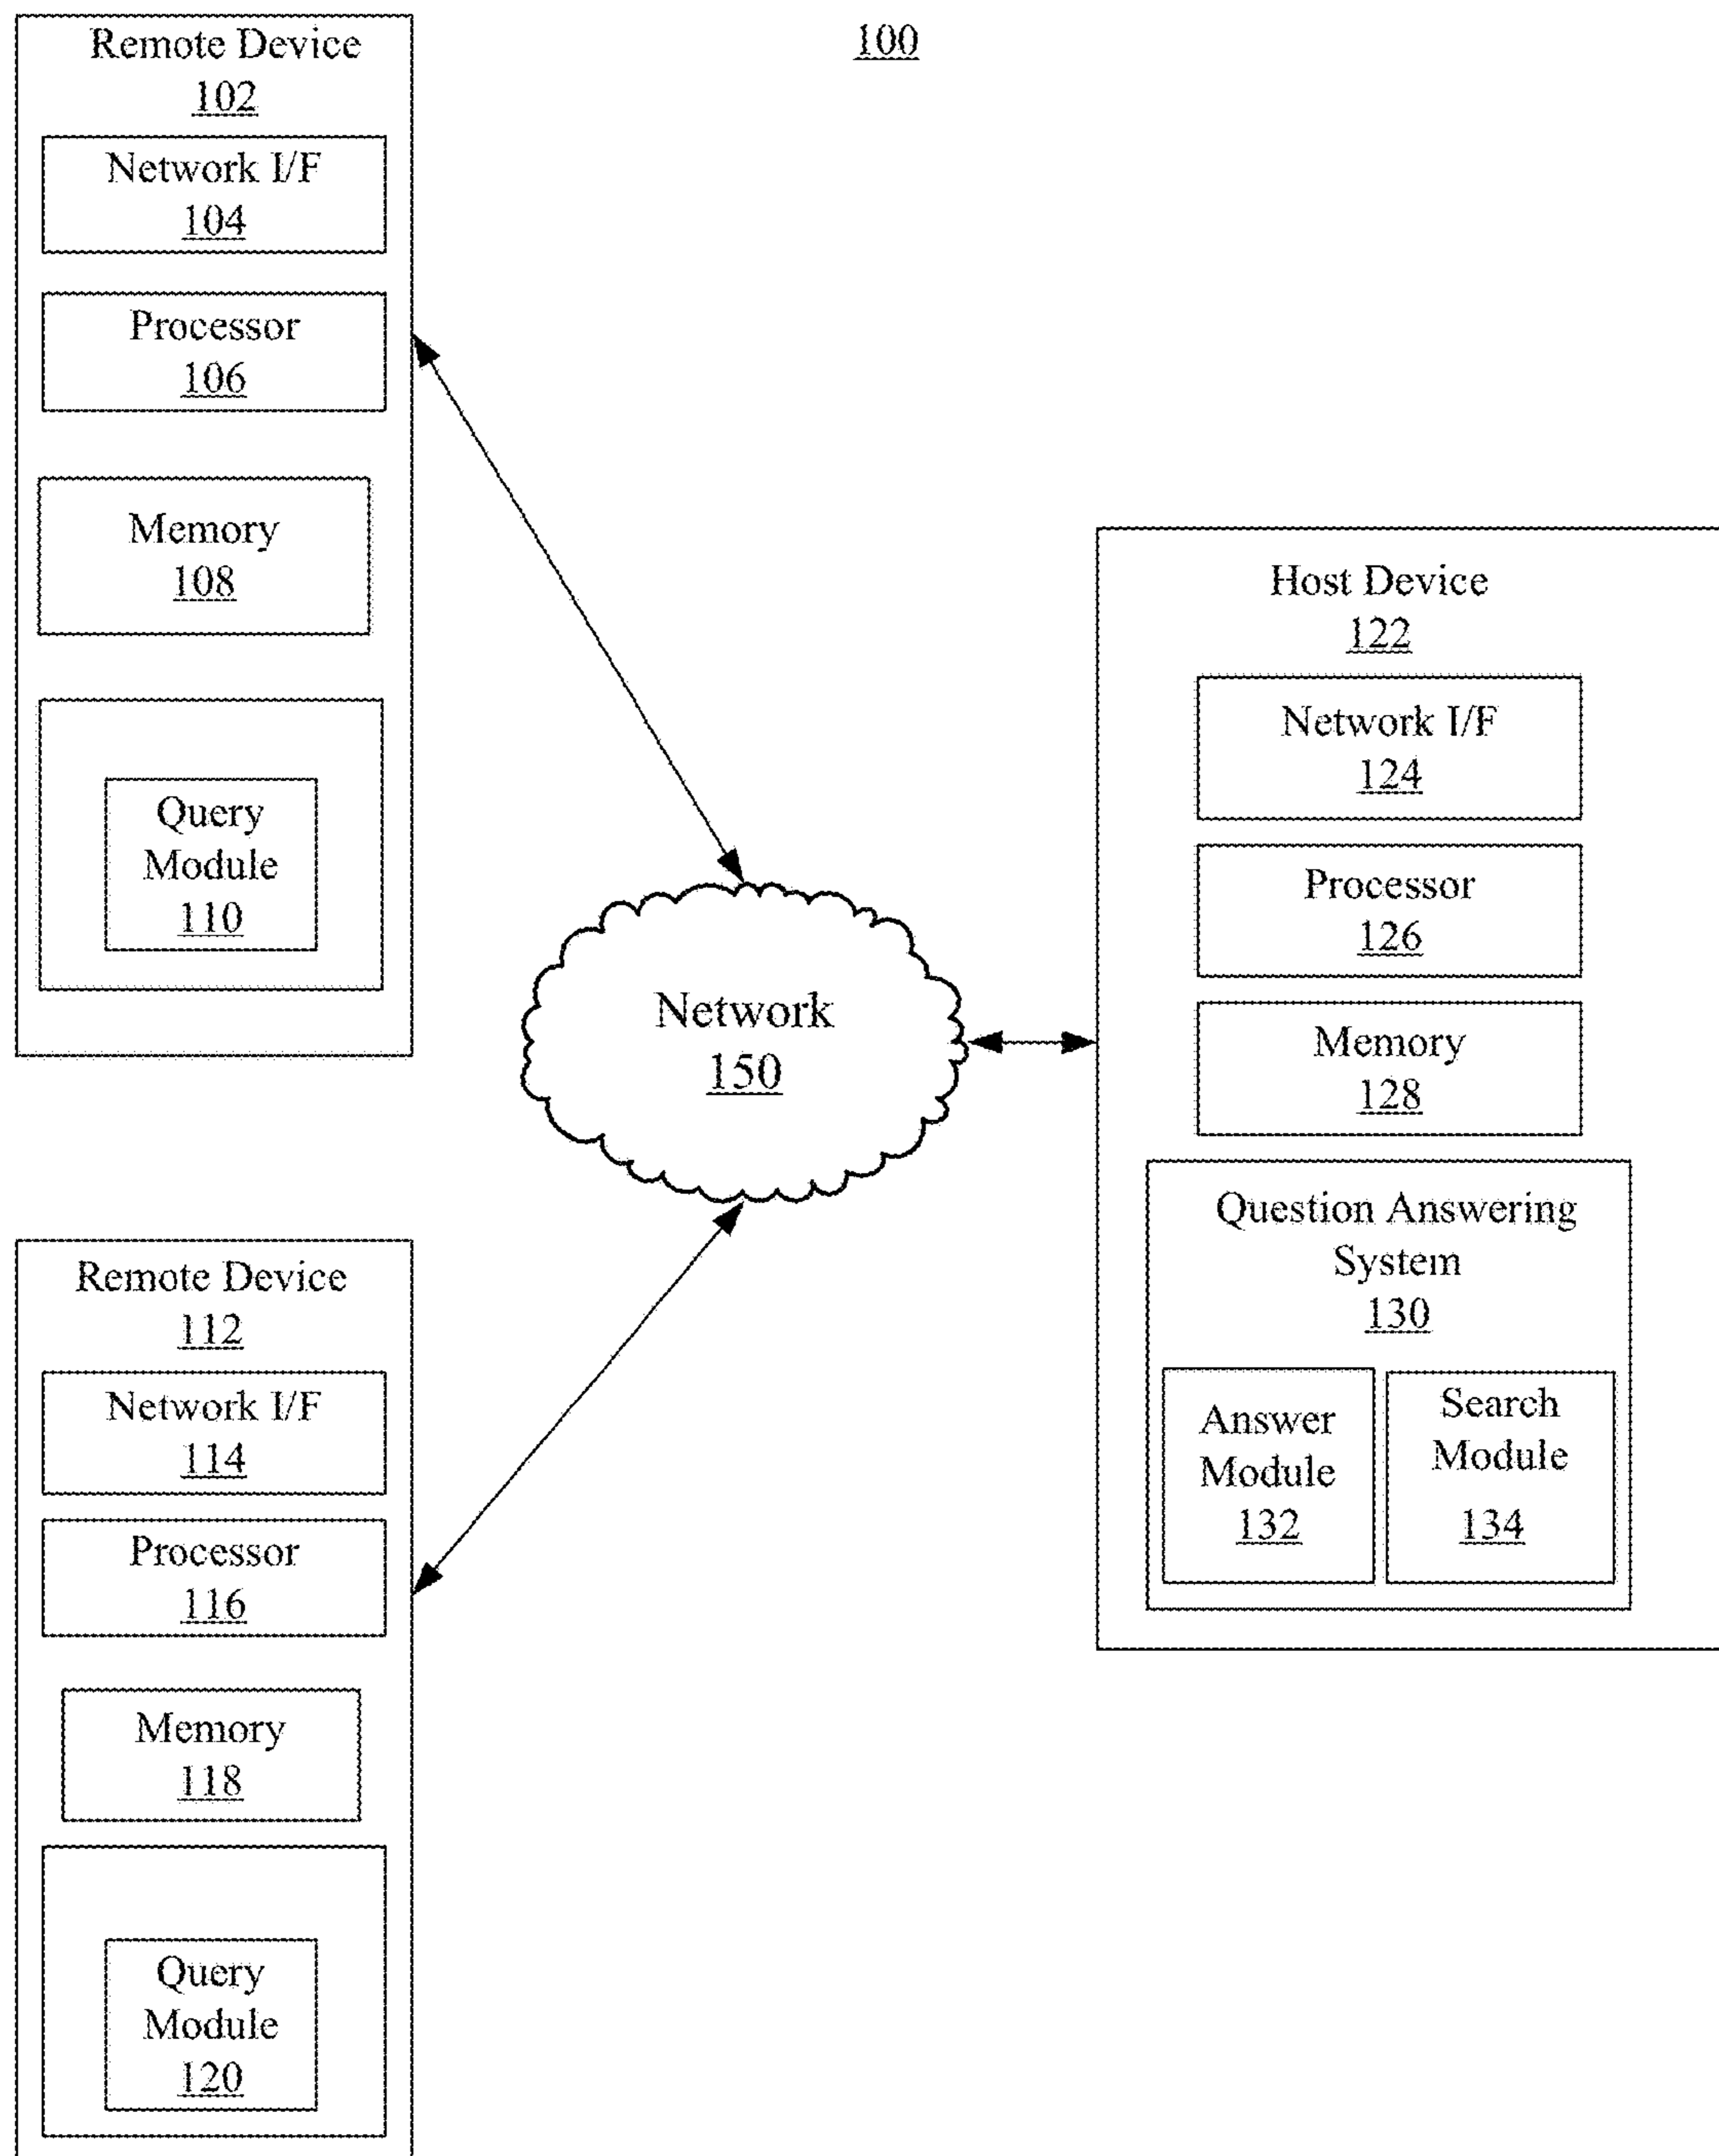 100
Remote Device
102
Network I/F
104
Processor
106
Memory
108
Query
Module
110
Network
150
Remote Device
112
Network I/F
114
Processor
116
Memory
118
Query
Module
120
Host Device
122
Network I/F
124
Processor
126
Memory
128
Question Answering
System
130
Answer
Module
132
Search
Module
134